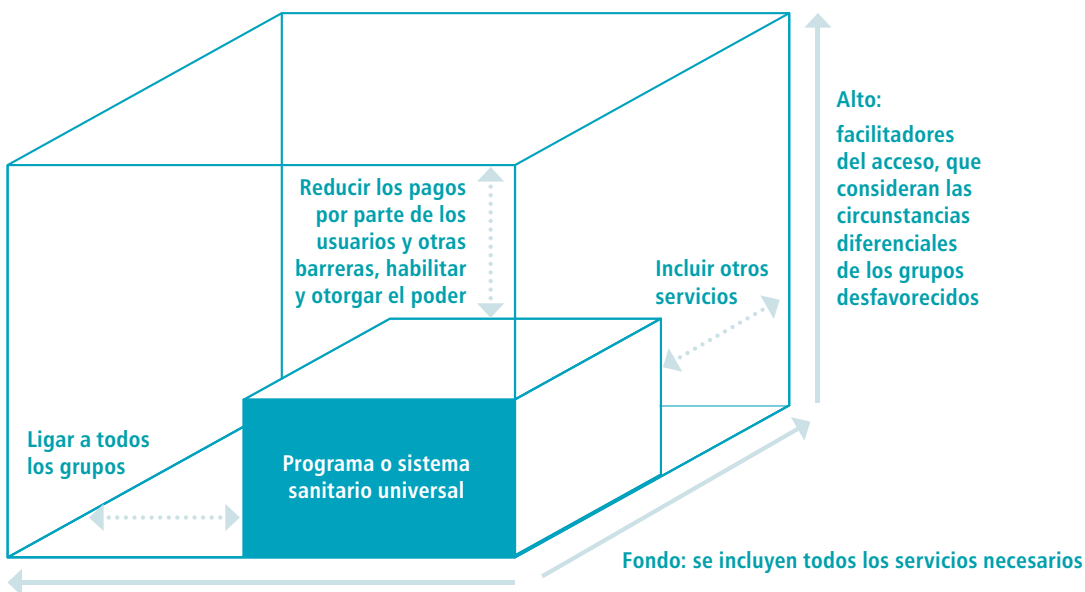 Alto:
facilitadores
del acceso, que
consideran las
circunstancias
diferenciales
de los grupos
desfavorecidos
Reducir los pagos
por parte de los
usuarios y otras
barreras, habilitar
y otorgar el poder
Incluir otros
servicios
Ligar a todos
los grupos
Programa o sistema
sanitario universal
Fondo: se incluyen todos los servicios necesarios